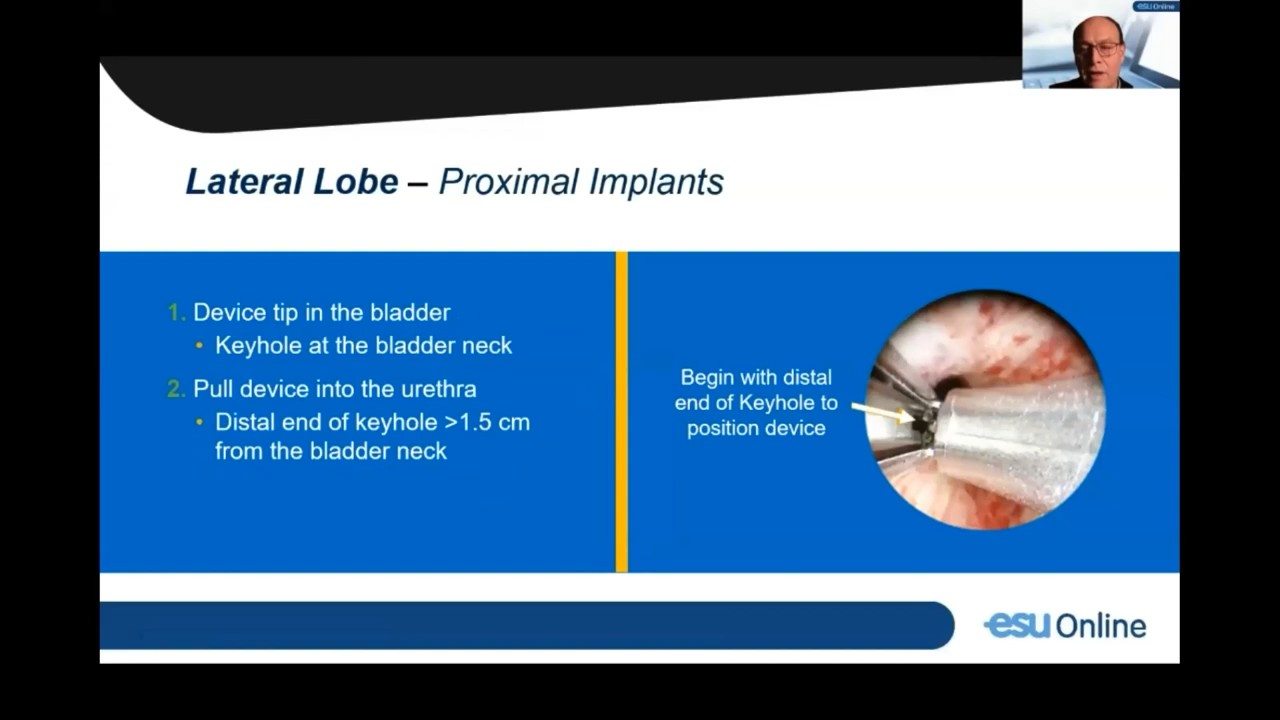 esu Online
Lateral Lobe – Proximal Implants
1. Device tip in the bladder
• Keyhole at the bladder neck
2. Pull device into the urethra
• Distal end of keyhole >1.5 cm
from the bladder neck
Begin with distal
end of Keyhole to
position device
esu Online